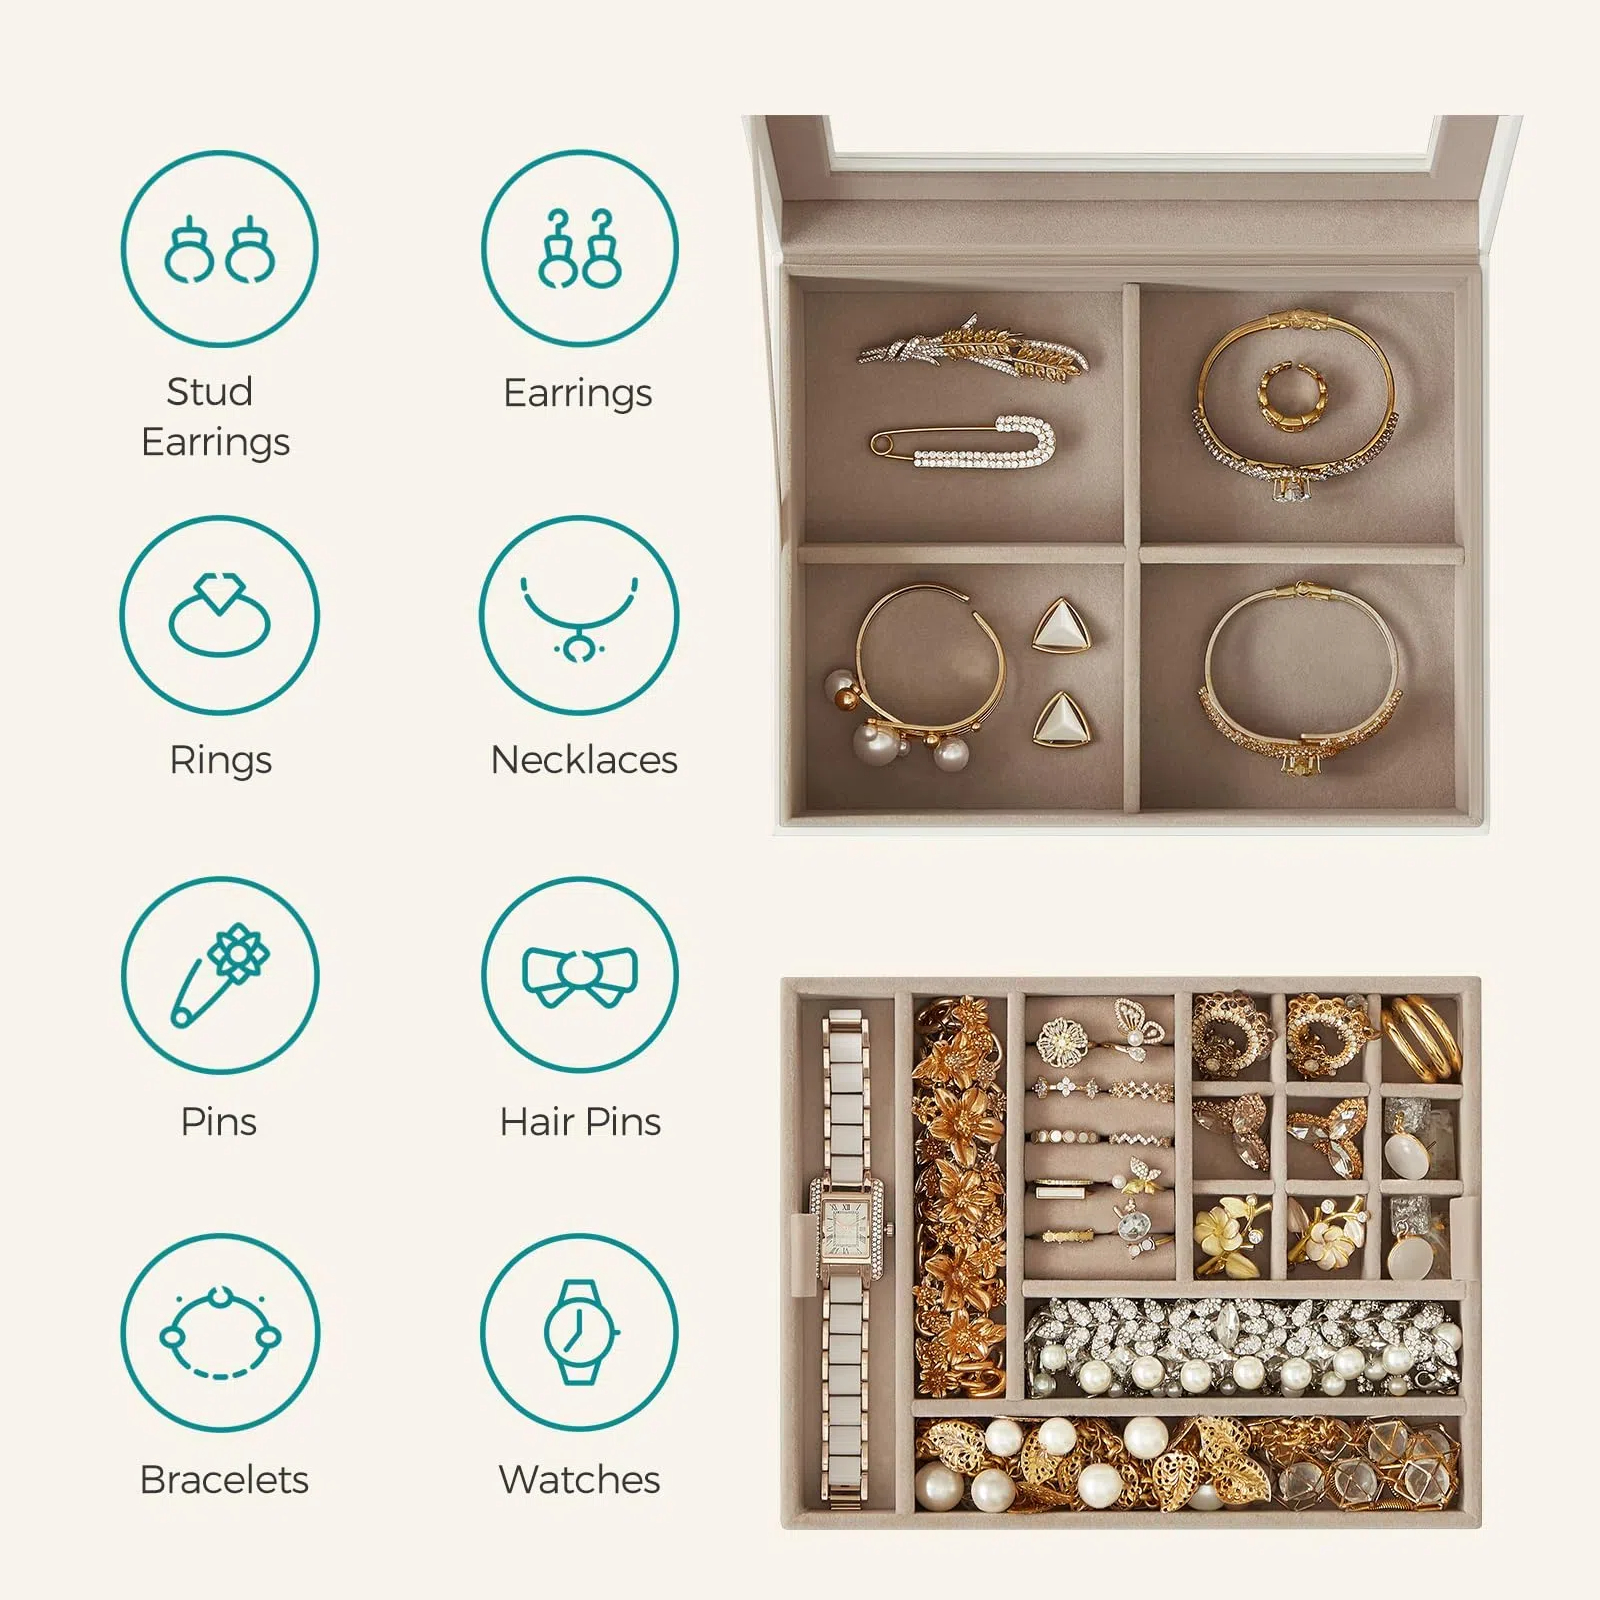 Stud
Earrings
Earrings
Rings
Necklaces
Pins
Hair Pins
Bracelets
Watches